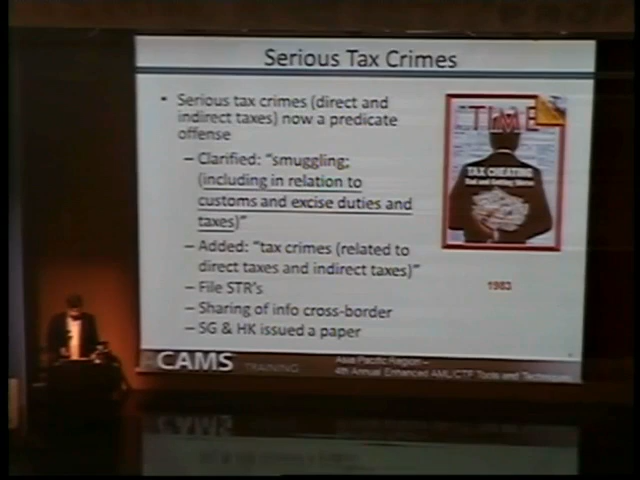 Serious Tax Crimes
• Serious tax crimes (direct and
indirect taxes) now a predicate
offense
– Clarified: "smuggling;
(including in relation to
customs and excise duties and
taxes)"
– Added: "tax crimes (related to
direct taxes and indirect taxes)"
– File STR's
– Sharing of info cross-border
– SG & HK issued a paper
TIME
TAX CHEATING
1983
ACAMS TRAINING
Asia Pacific Region –
4th Annual Enhanced AML/CTF Tools and Techniques